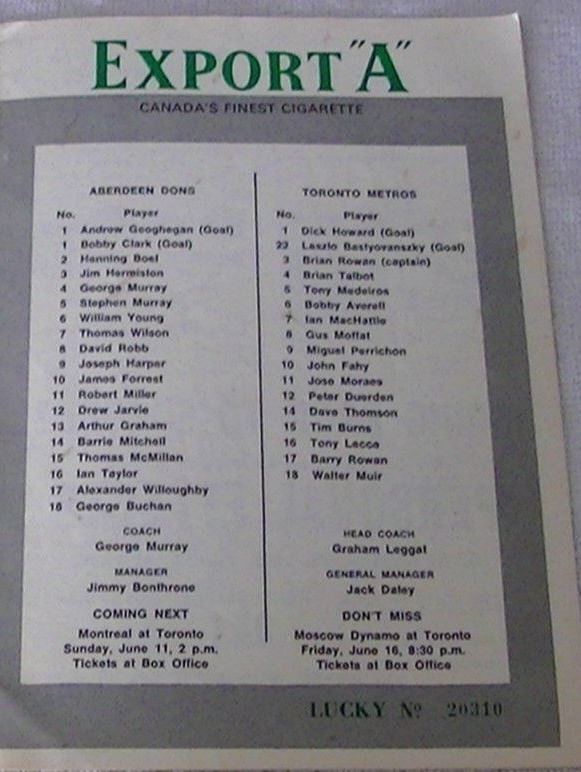 EXPORT "A"
CANADA'S FINEST CIGARETTE
ABERDEEN DONS
No. Player
1 Andrew Geoghegan (Goal)
1 Bobby Clark (Goal)
2 Henning Boel
3 Jim Hermiston
4 George Murray
5 Stephen Murray
6 William Young
7 Thomas Wilson
8 David Robb
9 Joseph Harper
10 James Forrest
11 Robert Miller
12 Drew Jarvie
13 Arthur Graham
14 Barrie Mitchell
15 Thomas McMillan
16 Ian Taylor
17 Alexander Willoughby
18 George Buchan
COACH
George Murray
MANAGER
Jimmy Bonthrone
COMING NEXT
Montreal at Toronto
Sunday, June 11, 2 p.m.
Tickets at Box Office
TORONTO METROS
No. Player
1 Dick Howard (Goal)
22 Laszlo Bastyovanszky (Goal)
3 Brian Rowan (captain)
4 Brian Talbot
5 Tony Medeiros
6 Bobby Averell
7 Ian MacHattie
8 Gus Moffat
9 Miguel Perrichon
10 John Fahy
11 Jose Moraes
12 Peter Duerden
14 Dave Thomson
15 Tim Burns
16 Tony Lecce
17 Barry Rowan
18 Walter Muir
HEAD COACH
Graham Leggat
GENERAL MANAGER
Jack Daley
DON'T MISS
Moscow Dynamo at Toronto
Friday, June 16, 8:30 p.m.
Tickets at Box Office
LUCKY No 20310